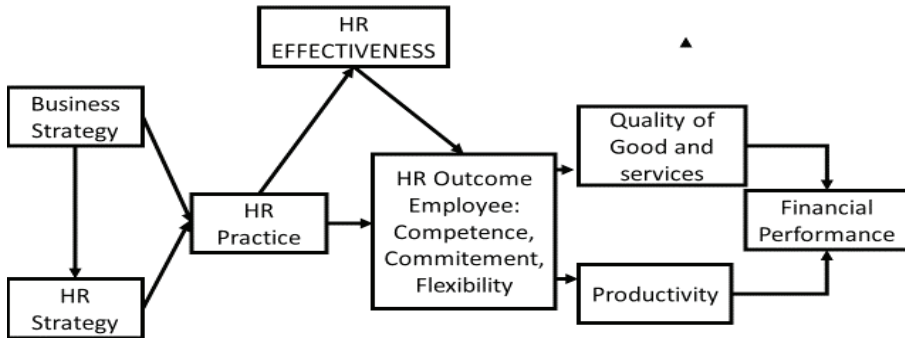 HR
EFFECTIVENESS
Business
Strategy
HR
Strategy
HR
Practice
HR Outcome
Employee:
Competence,
Commitement,
Flexibility
Quality of
Good and
services
Productivity
Financial
Performance